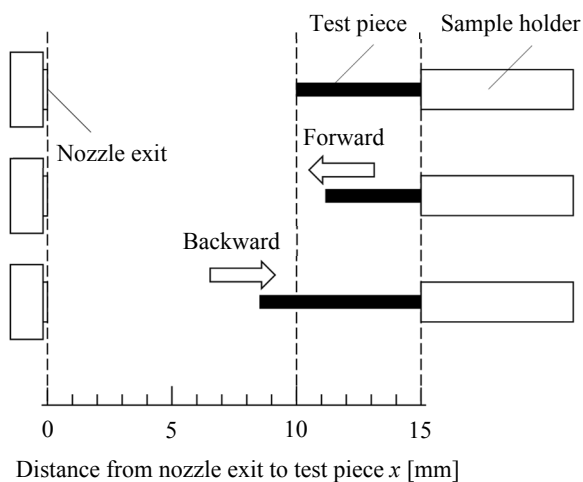 Test piece
Sample holder
Nozzle exit
Forward
Backward
0
5
10
15
Distance from nozzle exit to test piece x [mm]